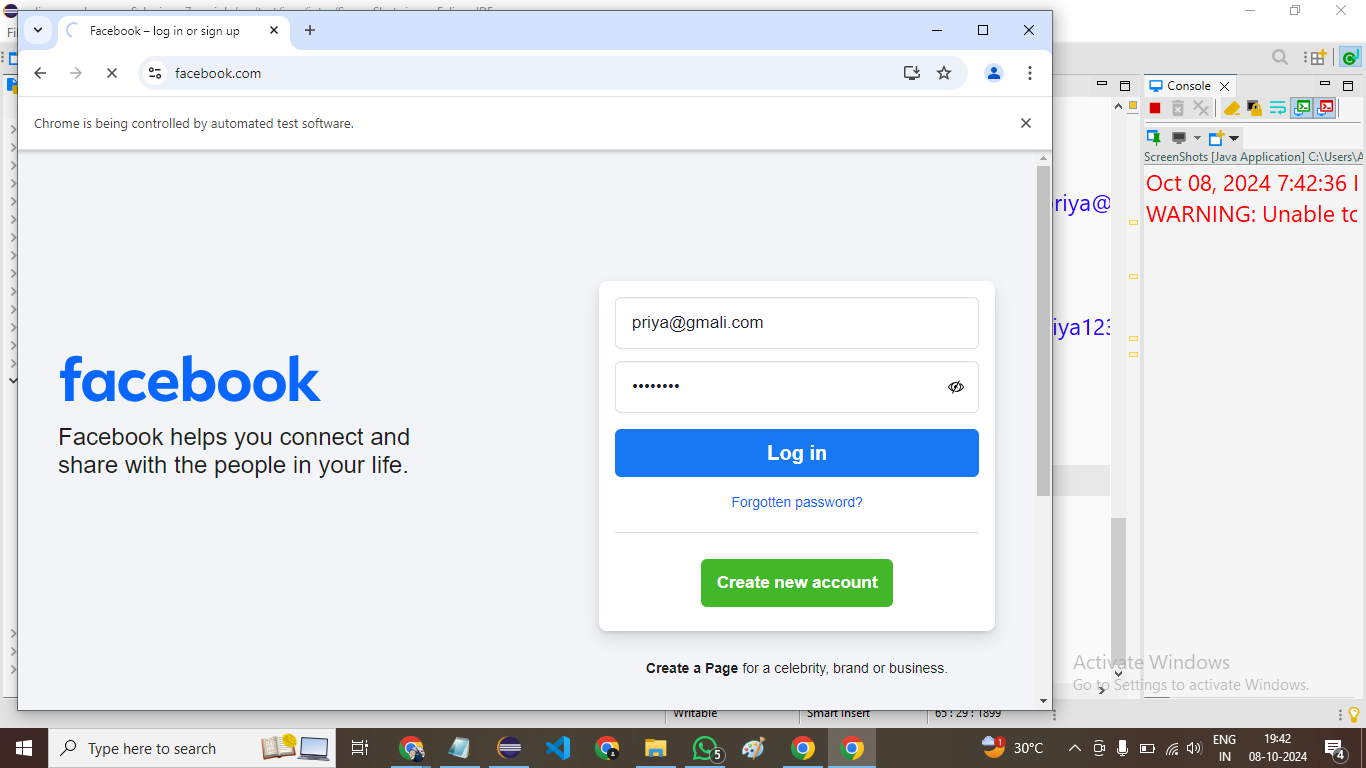 Facebook – log in or sign up
facebook.com
Chrome is being controlled by automated test software.
facebook
Facebook helps you connect and
share with the people in your life.
priya@gmali.com
••••••••
Log in
Forgotten password?
Create new account
Create a Page for a celebrity, brand or business.
riya@
iya123
Console
ScreenShots [Java Application] C:\Users\A
Oct 08, 2024 7:42:36
WARNING: Unable to
Activate Windows
Go to Settings to activate Windows.
Writable
Smart Insert
65 : 29 : 1899
Type here to search
5
30°C
ENG
IN
19:42
08-10-2024
4